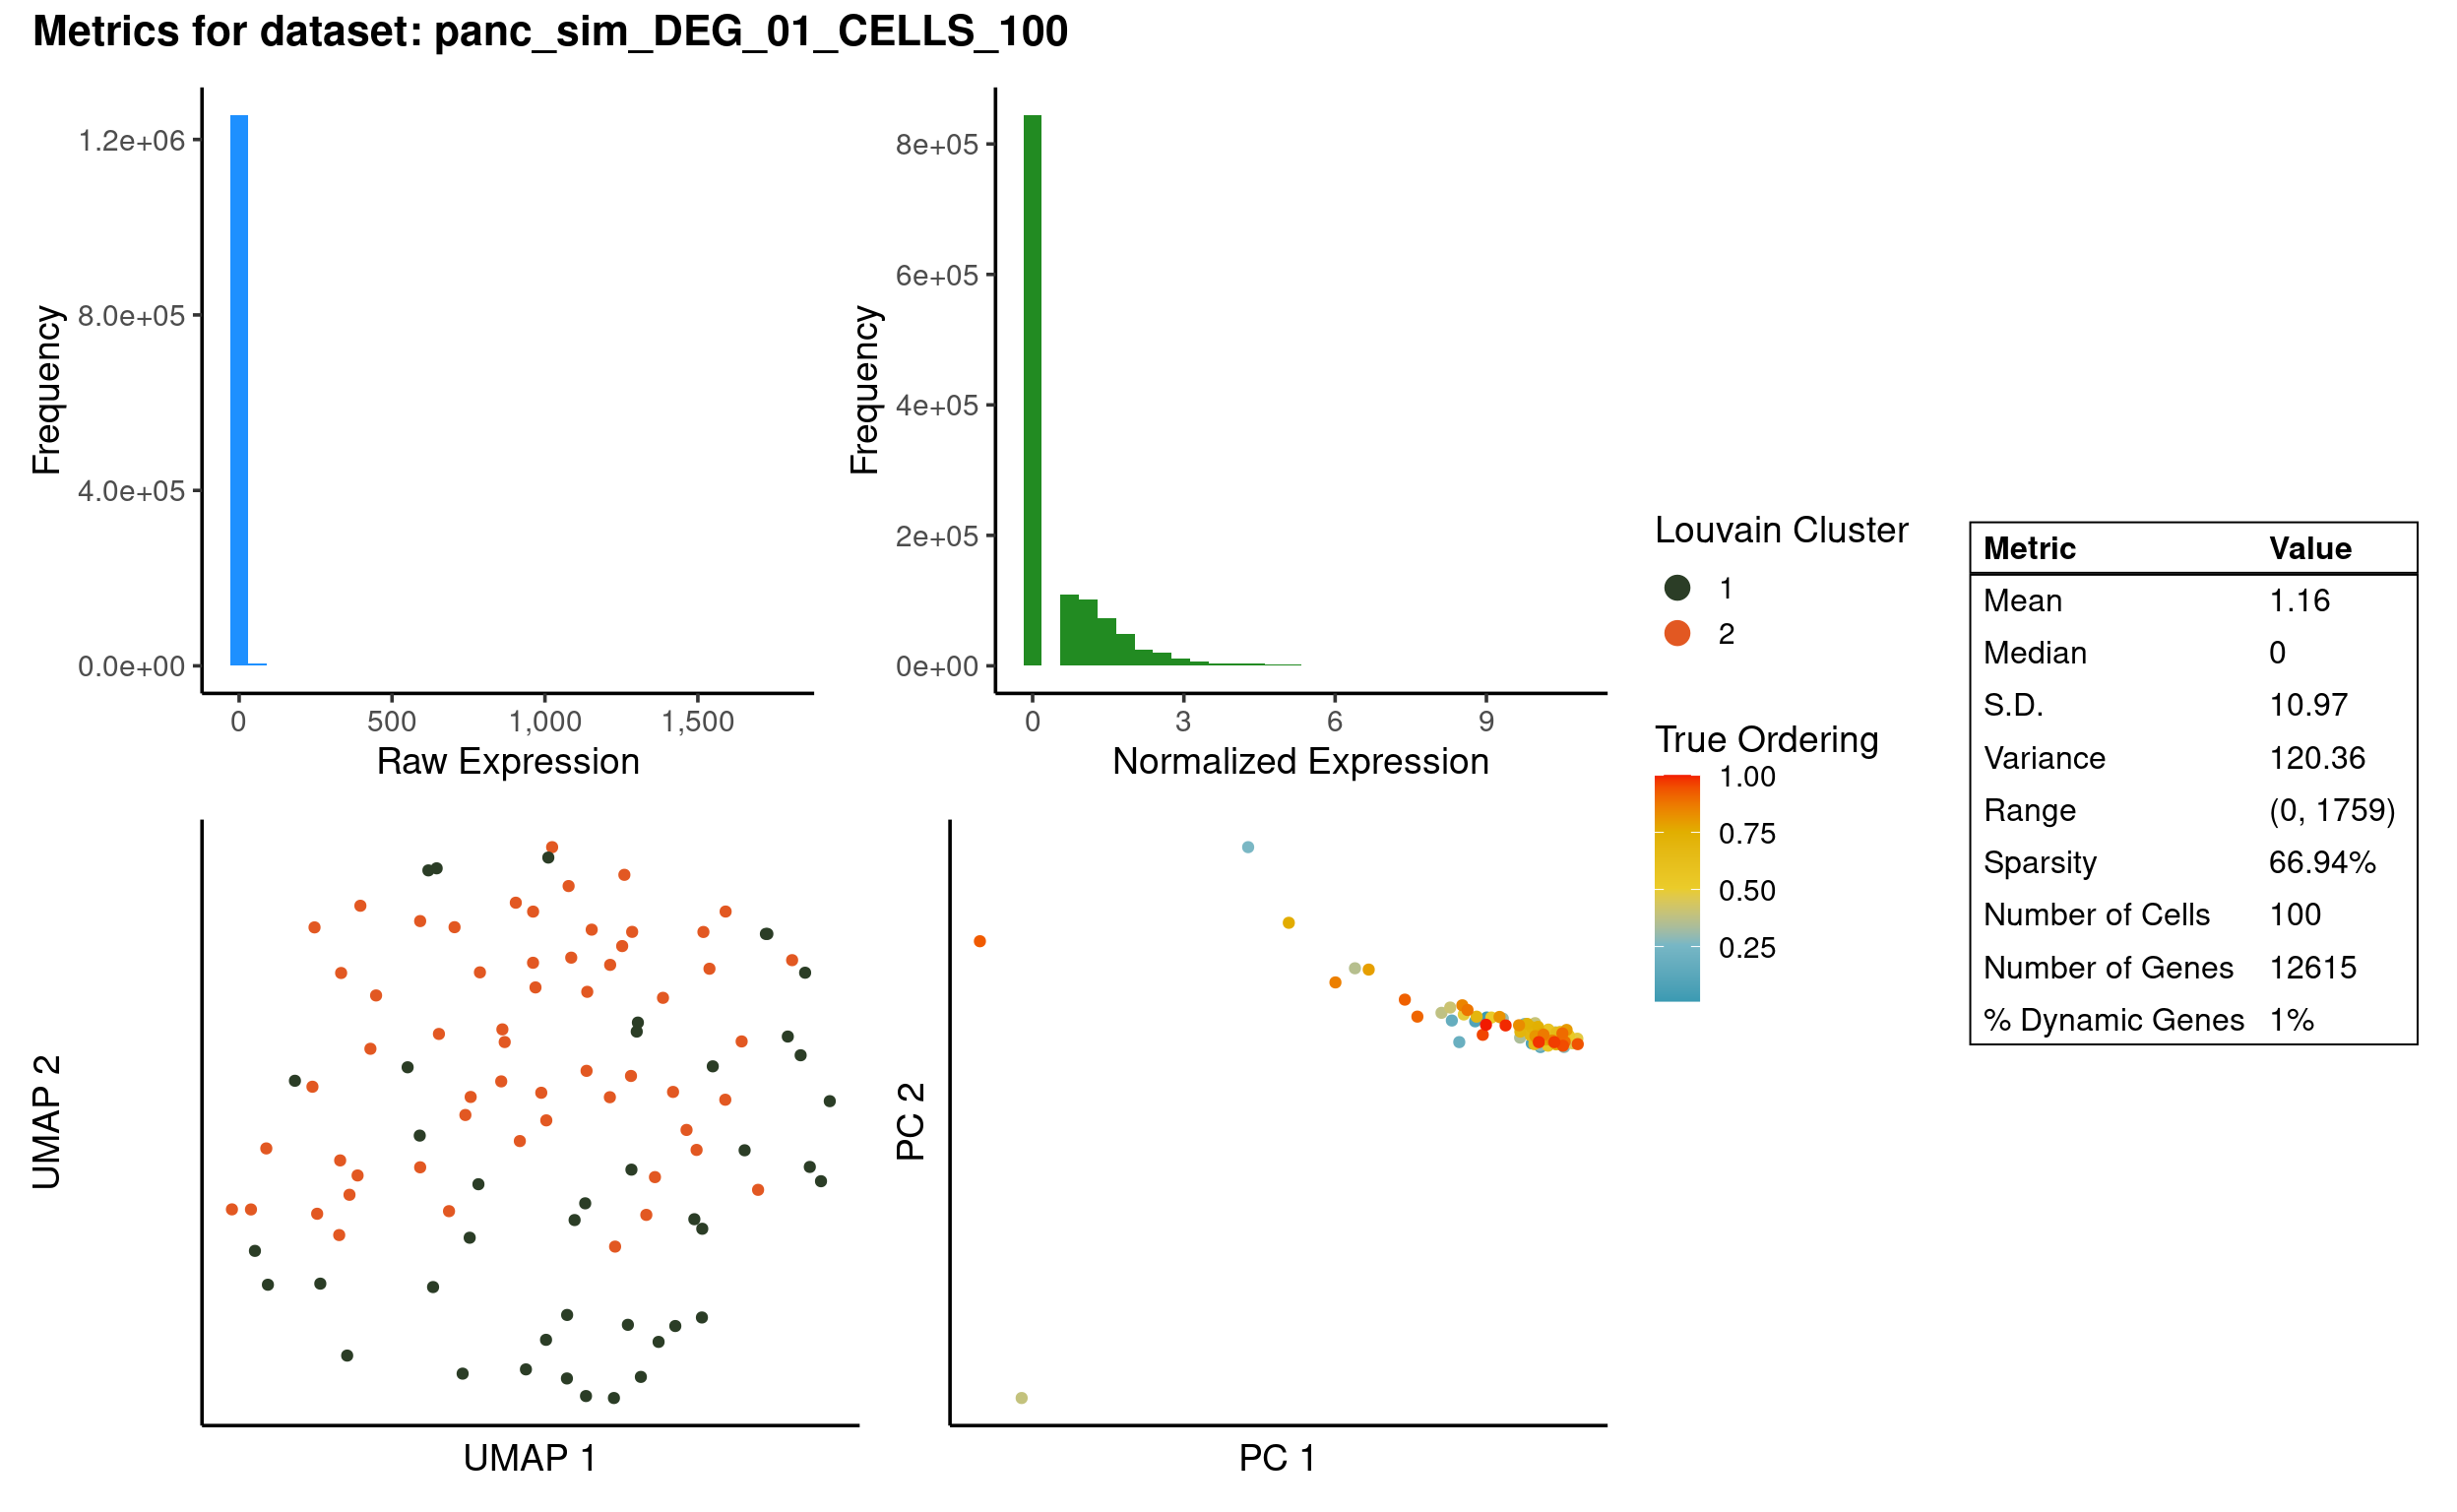 Metrics for dataset: panc_sim_DEG_01_CELLS_100
Frequency
1.2e+06
8.0e+05
4.0e+05
0.0e+00
0 500 1,000 1,500
Raw Expression
Frequency
8e+05
6e+05
4e+05
2e+05
0e+00
0 3 6 9
Normalized Expression
UMAP 2
UMAP 1
PC 2
PC 1
Louvain Cluster
1
2
True Ordering
1.00
0.75
0.50
0.25
Metric Value
Mean 1.16
Median 0
S.D. 10.97
Variance 120.36
Range (0, 1759)
Sparsity 66.94%
Number of Cells 100
Number of Genes 12615
% Dynamic Genes 1%